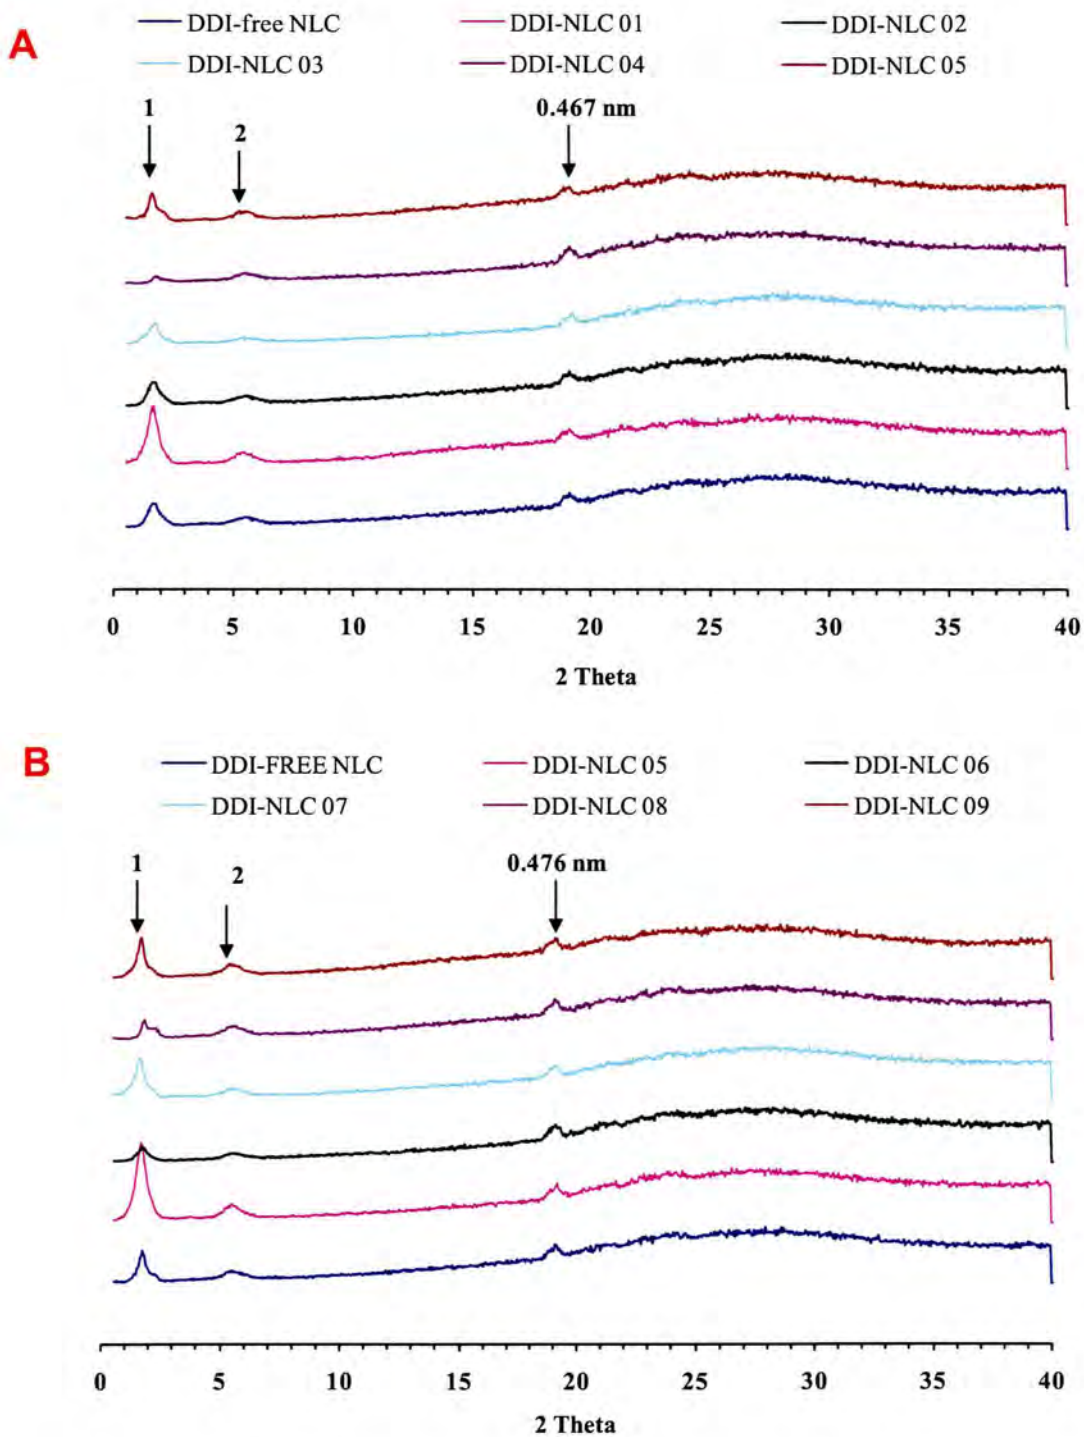 A
DDI-free NLC DDI-NLC 01 DDI-NLC 02
DDI-NLC 03 DDI-NLC 04 DDI-NLC 05
1 2 0.467 nm
0 5 10 15 20 25 30 35 40
2 Theta
B
DDI-FREE NLC DDI-NLC 05 DDI-NLC 06
DDI-NLC 07 DDI-NLC 08 DDI-NLC 09
1 2 0.476 nm
0 5 10 15 20 25 30 35 40
2 Theta